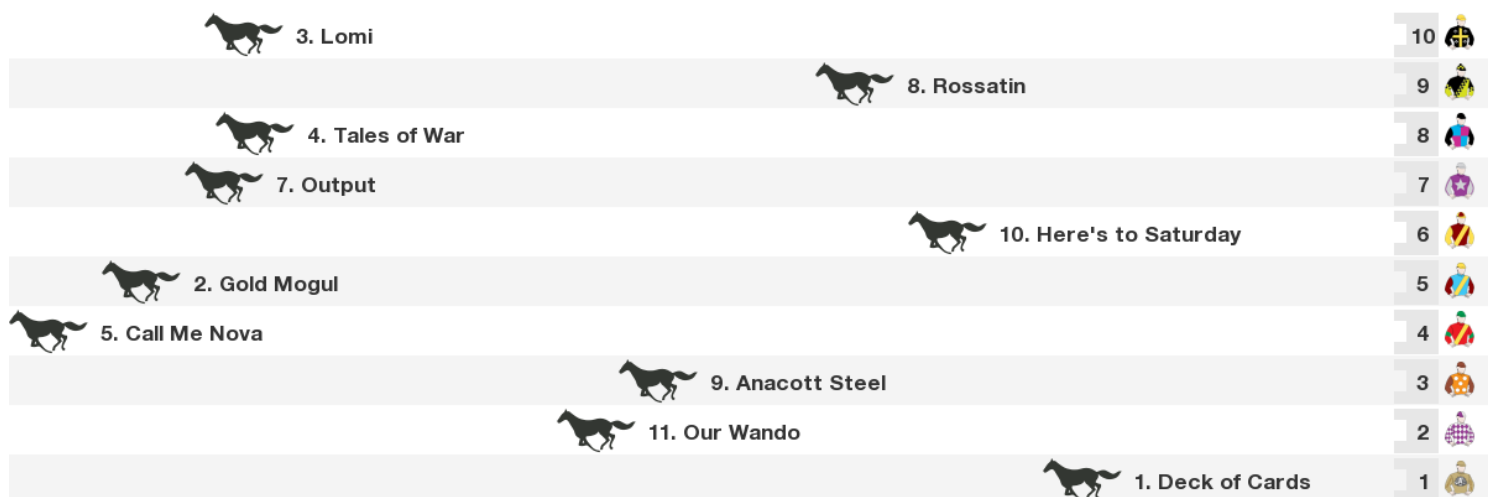 3. Lomi 10
8. Rossatin 9
4. Tales of War 8
7. Output 7
10. Here's to Saturday 6
2. Gold Mogul 5
5. Call Me Nova 4
9. Anacott Steel 3
11. Our Wando 2
1. Deck of Cards 1